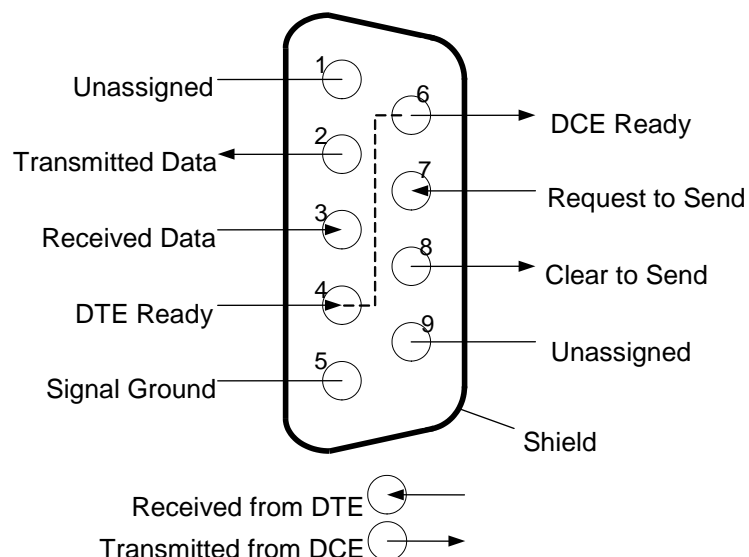 1
Unassigned
6
DCE Ready
2
Transmitted Data
7
Request to Send
3
Received Data
8
Clear to Send
4
DTE Ready
9
Unassigned
5
Signal Ground
Shield
Received from DTE
Transmitted from DCE